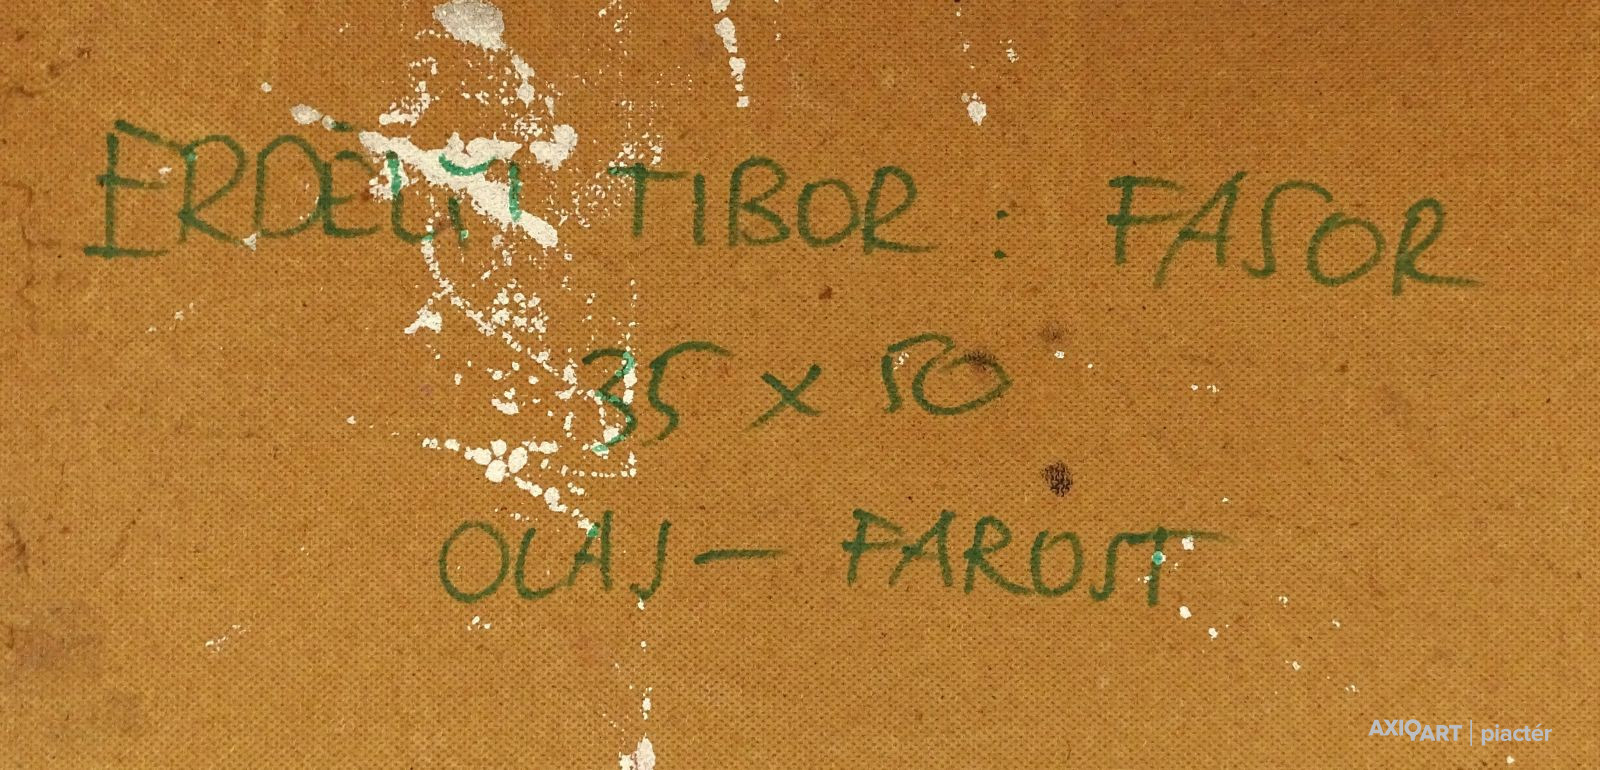 ERDÉLYI TIBOR : FASOR
35 x 50
OLAJ — FAROST
AXIOART | piactér